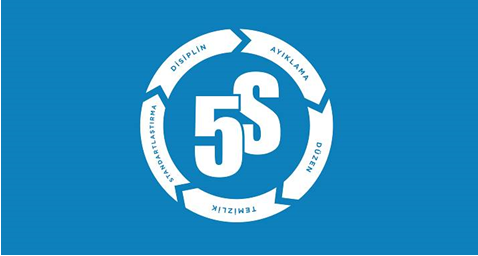 DİSİPLİN
AYIKLAMA
DÜZEN
TEMİZLİK
STANDARTLAŞTIRMA
5S